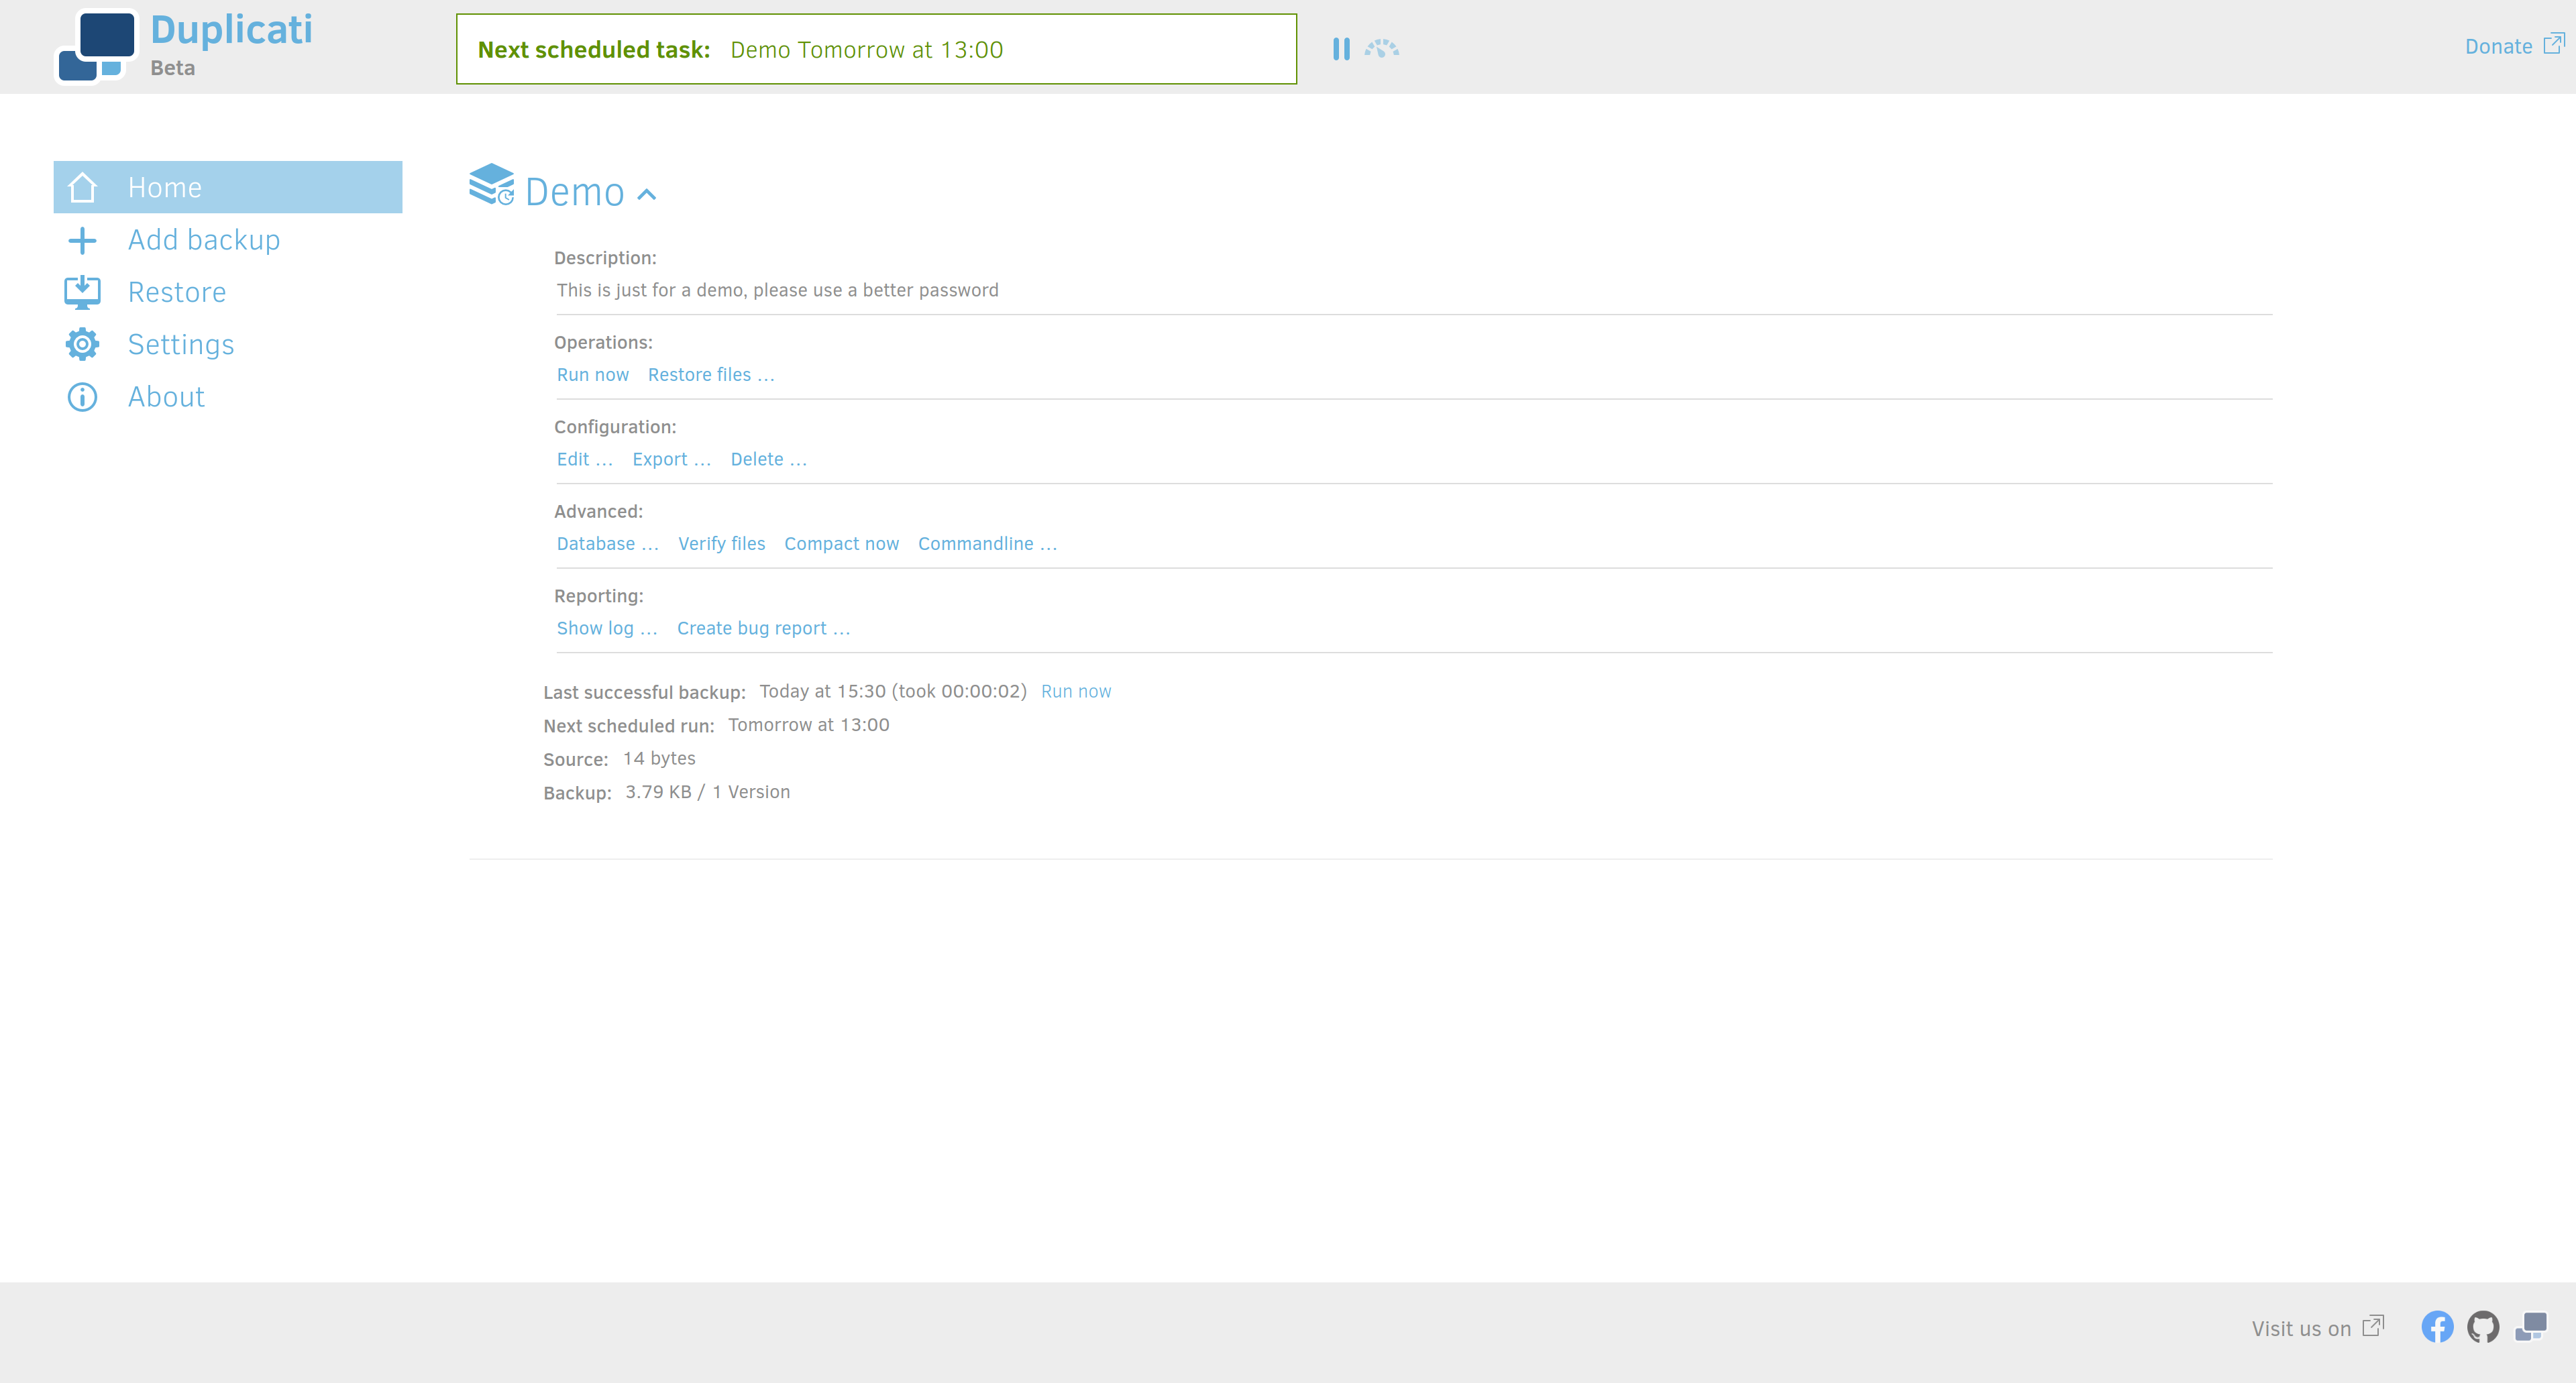 Duplicati
Beta
Next scheduled task: Demo Tomorrow at 13:00
Donate
Home
Add backup
Restore
Settings
About
Demo
Description:
This is just for a demo, please use a better password
Operations:
Run now Restore files ...
Configuration:
Edit ... Export ... Delete ...
Advanced:
Database ... Verify files Compact now Commandline ...
Reporting:
Show log ... Create bug report ...
Last successful backup: Today at 15:30 (took 00:00:02) Run now
Next scheduled run: Tomorrow at 13:00
Source: 14 bytes
Backup: 3.79 KB / 1 Version
Visit us on